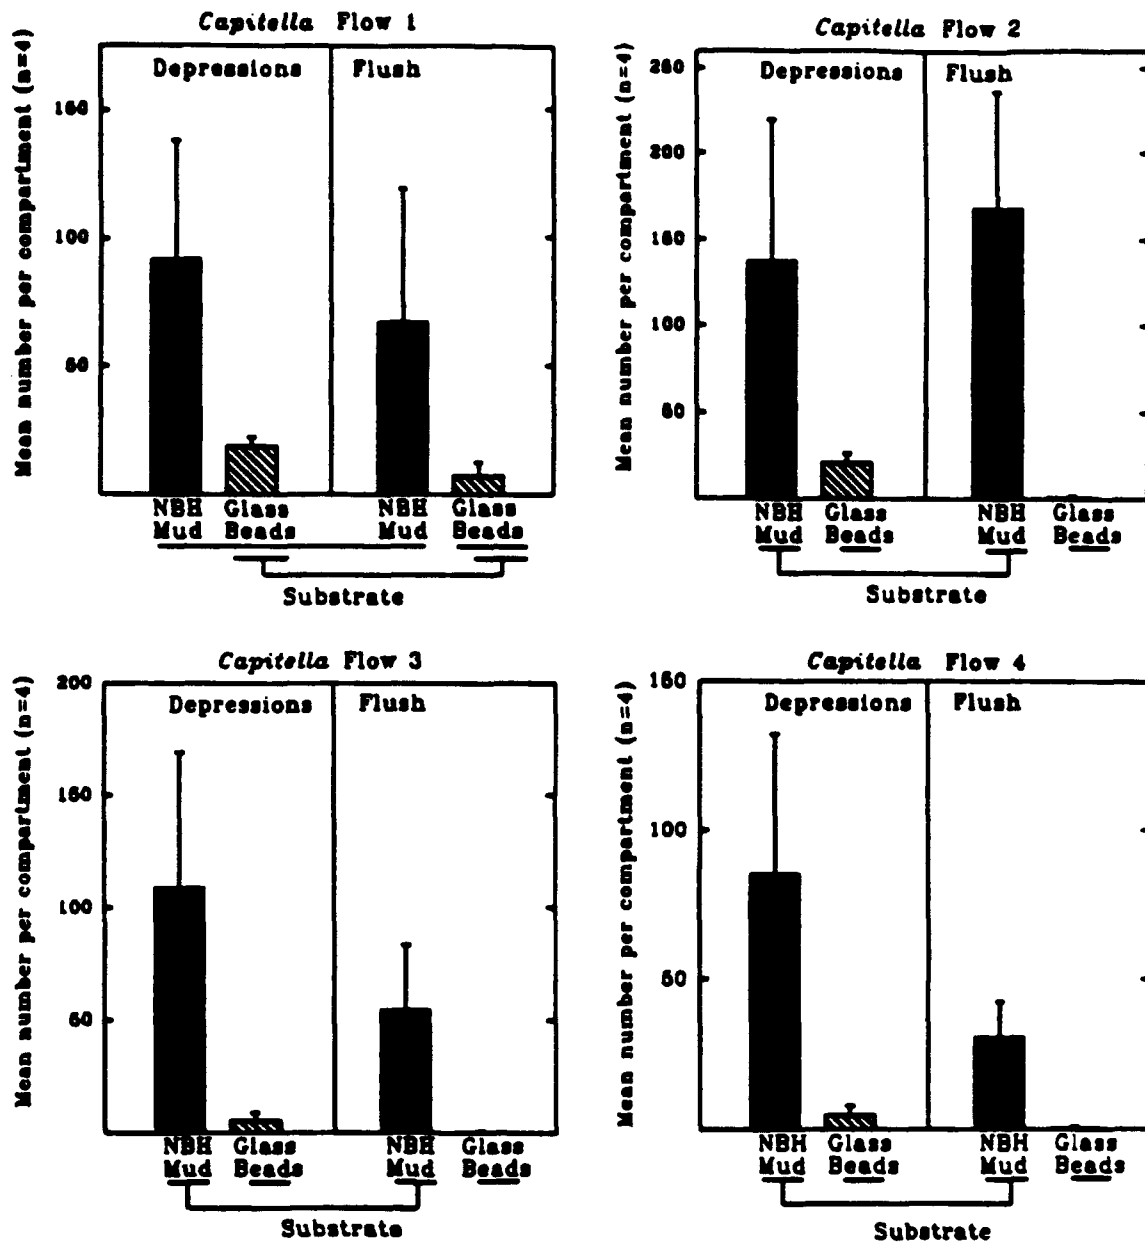 Capitella Flow 1
Mean number per compartment (n=4)
Depressions
Flush
150
100
50
NBH Mud
Glass Beads
NBH Mud
Glass Beads
Substrate
Capitella Flow 2
Mean number per compartment (n=4)
Depressions
Flush
250
200
150
100
50
NBH Mud
Glass Beads
NBH Mud
Glass Beads
Substrate
Capitella Flow 3
Mean number per compartment (n=4)
Depressions
Flush
200
150
100
50
NBH Mud
Glass Beads
NBH Mud
Glass Beads
Substrate
Capitella Flow 4
Mean number per compartment (n=4)
Depressions
Flush
150
100
50
NBH Mud
Glass Beads
NBH Mud
Glass Beads
Substrate